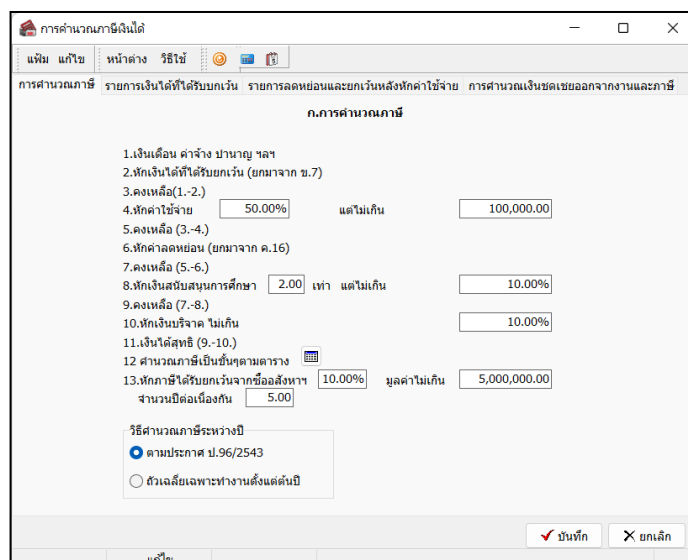 การคำนวณภาษีเงินได้
แฟ้ม แก้ไข หน้าต่าง วิธีใช้
การคำนวณภาษี รายการเงินได้ที่ได้รับยกเว้น รายการลดหย่อนและยกเว้นหลังหักค่าใช้จ่าย การคำนวณเงินชดเชยออกจากงานและภาษี
ก.การคำนวณภาษี
1.เงินเดือน ค่าจ้าง ปานาญ ฯลฯ
2.หักเงินได้ที่ได้รับยกเว้น (ยกมาจาก ข.7)
3.คงเหลือ(1.-2.)
4.หักค่าใช้จ่าย 50.00% แต่ไม่เกิน 100,000.00
5.คงเหลือ (3.-4.)
6.หักค่าลดหย่อน (ยกมาจาก ค.16)
7.คงเหลือ (5.-6.)
8.หักเงินสนับสนุนการศึกษา 2.00 เท่า แต่ไม่เกิน 10.00%
9.คงเหลือ (7.-8.)
10.หักเงินบริจาค ไม่เกิน 10.00%
11.เงินได้สุทธิ (9.-10.)
12 คำนวณภาษีเป็นขั้นๆตามตาราง
13.หักภาษีได้รับยกเว้นจากซื้ออสังหาฯ 10.00% มูลค่าไม่เกิน 5,000,000.00
จำนวนปีต่อเนื่องกัน 5.00
วิธีคำนวณภาษีระหว่างปี
ตามประกาศ ป.96/2543
ถัวเฉลี่ยเฉพาะทำงานตั้งแต่ต้นปี
บันทึก ยกเลิก
แก้ไข